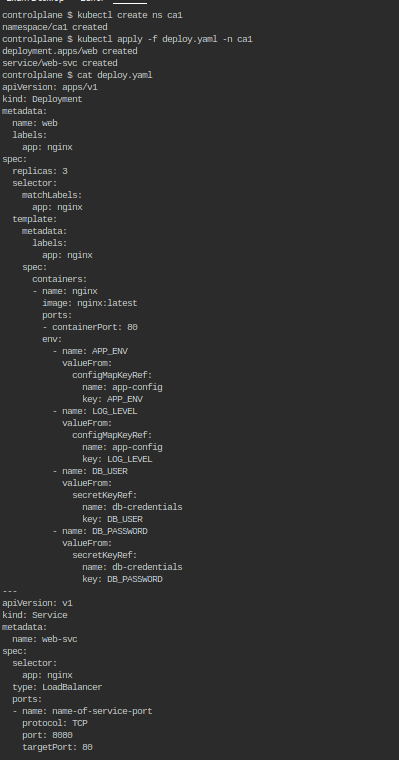 controlplane $ kubectl create ns ca1
namespace/ca1 created
controlplane $ kubectl apply -f deploy.yaml -n ca1
deployment.apps/web created
service/web-svc created
controlplane $ cat deploy.yaml
apiVersion: apps/v1
kind: Deployment
metadata:
  name: web
  labels:
    app: nginx
spec:
  replicas: 3
  selector:
    matchLabels:
      app: nginx
  template:
    metadata:
      labels:
        app: nginx
    spec:
      containers:
      - name: nginx
        image: nginx:latest
        ports:
        - containerPort: 80
        env:
          - name: APP_ENV
            valueFrom:
              configMapKeyRef:
                name: app-config
                key: APP_ENV
          - name: LOG_LEVEL
            valueFrom:
              configMapKeyRef:
                name: app-config
                key: LOG_LEVEL
          - name: DB_USER
            valueFrom:
              secretKeyRef:
                name: db-credentials
                key: DB_USER
          - name: DB_PASSWORD
            valueFrom:
              secretKeyRef:
                name: db-credentials
                key: DB_PASSWORD
---
apiVersion: v1
kind: Service
metadata:
  name: web-svc
spec:
  selector:
    app: nginx
  type: LoadBalancer
  ports:
  - name: name-of-service-port
    protocol: TCP
    port: 8080
    targetPort: 80